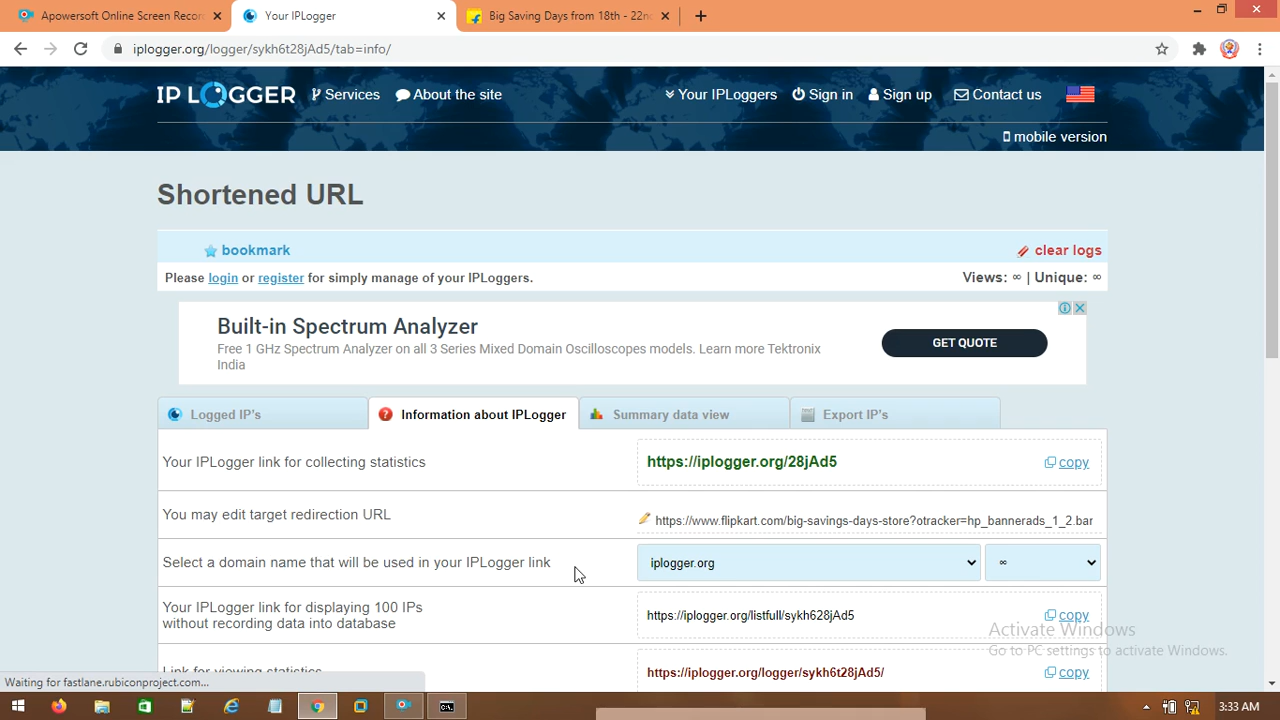 Apowersoft Online Screen Recor
Your IPLogger
Big Saving Days from 18th - 22n
iplogger.org/logger/sykh6t28jAd5/tab=info/
IP LOGGER
Services
About the site
Your IPLoggers
Sign in
Sign up
Contact us
mobile version
Shortened URL
bookmark
clear logs
Please login or register for simply manage of your IPLoggers.
Views: ∞ | Unique: ∞
Built-in Spectrum Analyzer
Free 1 GHz Spectrum Analyzer on all 3 Series Mixed Domain Oscilloscopes models. Learn more Tektronix
India
GET QUOTE
Logged IP's
Information about IPLogger
Summary data view
Export IP's
Your IPLogger link for collecting statistics
https://iplogger.org/28jAd5
copy
You may edit target redirection URL
https://www.flipkart.com/big-savings-days-store?otracker=hp_bannerads_1_2.bar
Select a domain name that will be used in your IPLogger link
iplogger.org
∞
Your IPLogger link for displaying 100 IPs
without recording data into database
https://iplogger.org/listfull/sykh628jAd5
copy
Activate Windows
Go to PC settings to activate Windows.
Link for viewing statistics
https://iplogger.org/logger/sykh6t28jAd5/
copy
Waiting for fastlane.rubiconproject.com...
3:33 AM